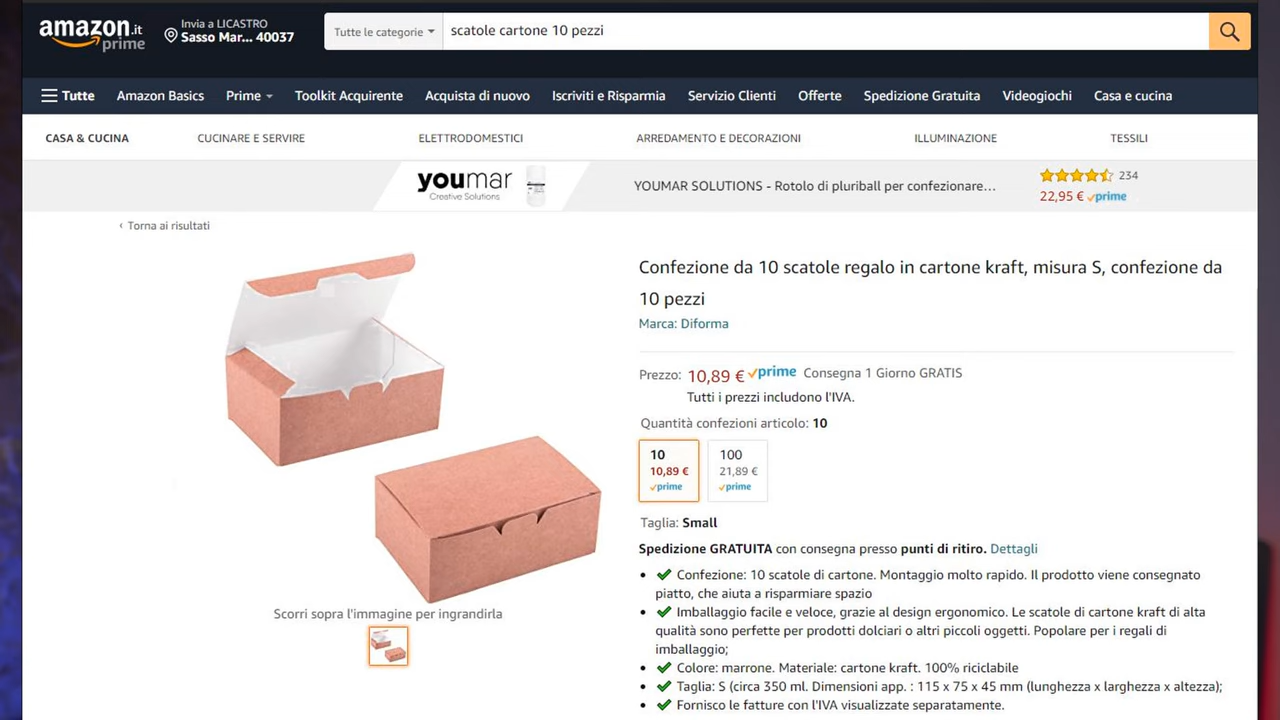 amazon.it
prime
Invia a LICASTRO
Sasso Mar... 40037
Tutte le categorie
scatole cartone 10 pezzi
Tutte
Amazon Basics
Prime
Toolkit Acquirente
Acquista di nuovo
Iscriviti e Risparmia
Servizio Clienti
Offerte
Spedizione Gratuita
Videogiochi
Casa e cucina
CASA & CUCINA
CUCINARE E SERVIRE
ELETTRODOMESTICI
ARREDAMENTO E DECORAZIONI
ILLUMINAZIONE
TESSILI
youmar
Creative Solutions
YOUMAR SOLUTIONS - Rotolo di pluriball per confezionare...
234
22,95 € prime
‹ Torna ai risultati
Confezione da 10 scatole regalo in cartone kraft, misura S, confezione da
10 pezzi
Marca: Diforma
Prezzo: 10,89 € prime Consegna 1 Giorno GRATIS
Tutti i prezzi includono l'IVA.
Quantità confezioni articolo: 10
10
10,89 €
prime
100
21,89 €
prime
Taglia: Small
Spedizione GRATUITA con consegna presso punti di ritiro. Dettagli
• ✔ Confezione: 10 scatole di cartone. Montaggio molto rapido. Il prodotto viene consegnato
piatto, che aiuta a risparmiare spazio
• ✔ Imballaggio facile e veloce, grazie al design ergonomico. Le scatole di cartone kraft di alta
qualità sono perfette per prodotti dolciari o altri piccoli oggetti. Popolare per i regali di
imballaggio;
• ✔ Colore: marrone. Materiale: cartone kraft. 100% riciclabile
• ✔ Taglia: S (circa 350 ml. Dimensioni app. : 115 x 75 x 45 mm (lunghezza x larghezza x altezza);
• ✔ Fornisco le fatture con l'IVA visualizzate separatamente.
Scorri sopra l'immagine per ingrandirla